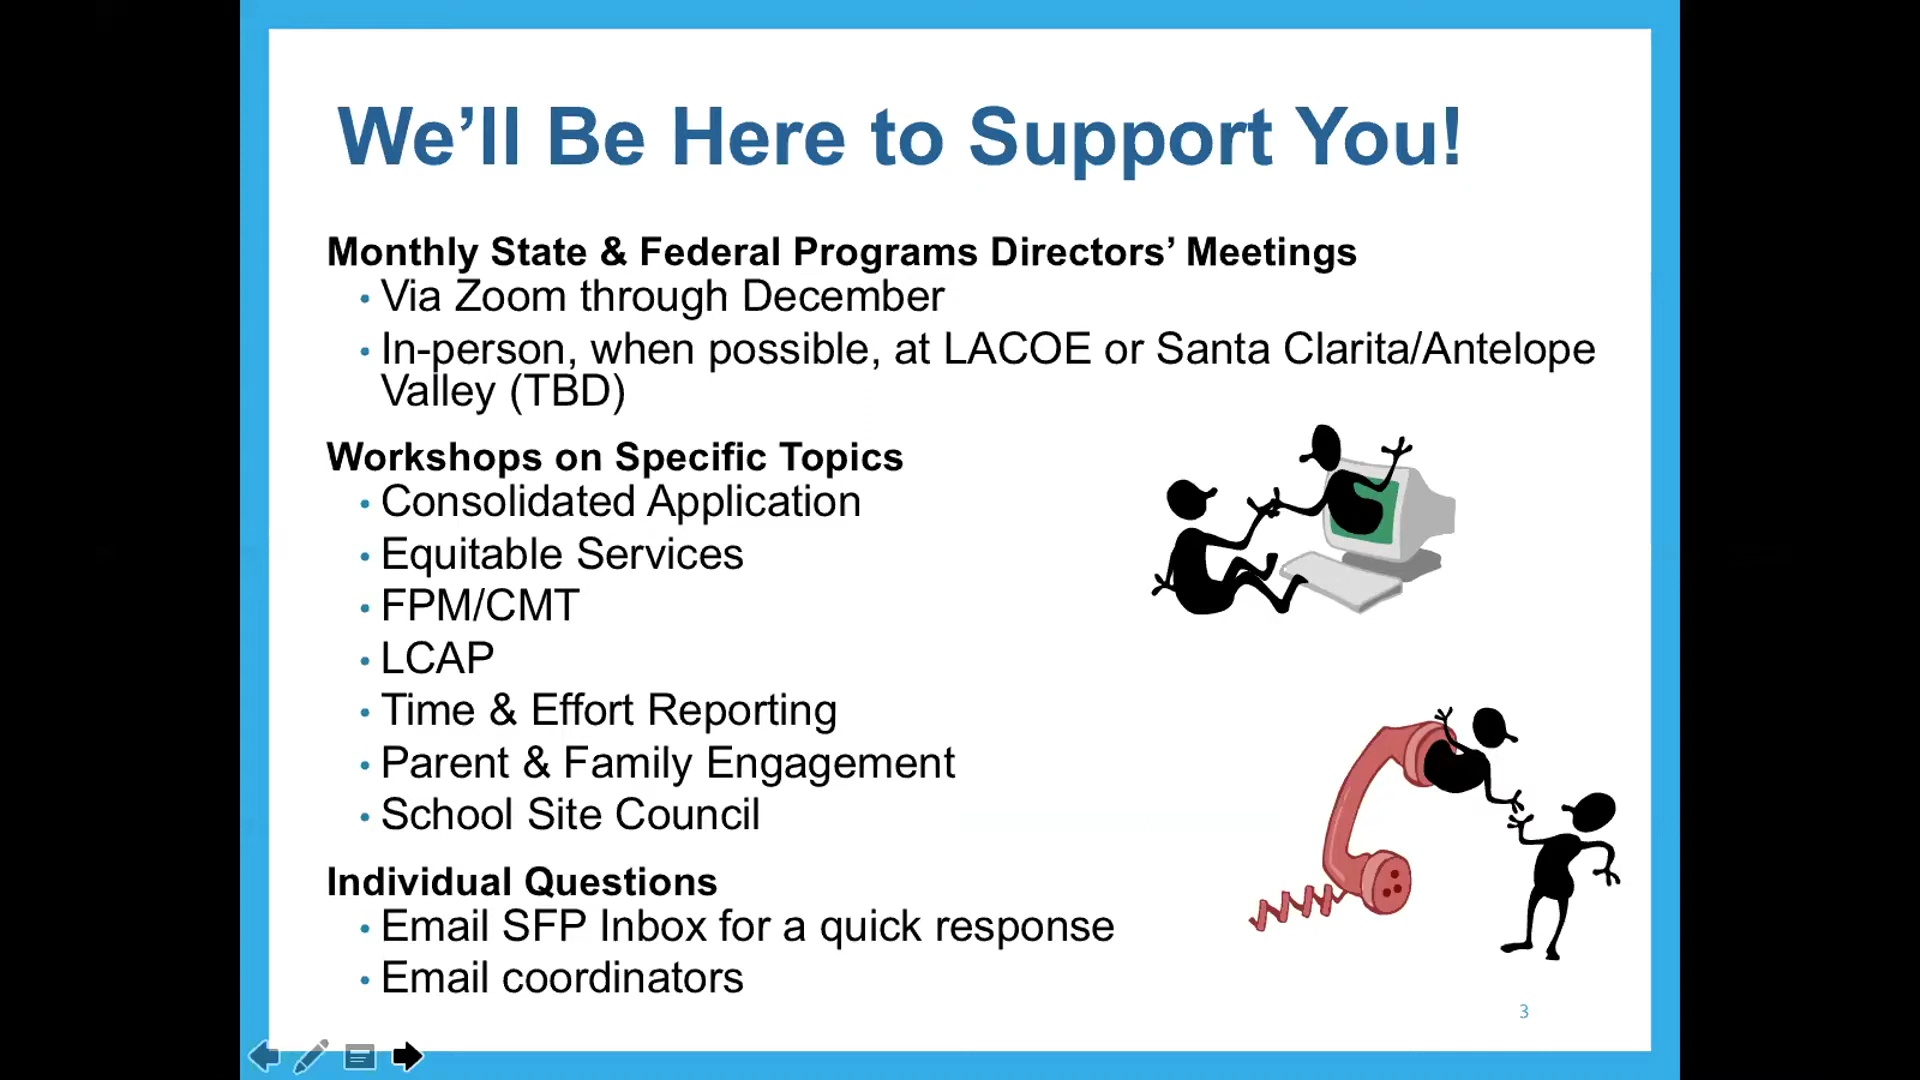 We’ll Be Here to Support You!
Monthly State & Federal Programs Directors’ Meetings
• Via Zoom through December
• In-person, when possible, at LACOE or Santa Clarita/Antelope
Valley (TBD)
Workshops on Specific Topics
• Consolidated Application
• Equitable Services
• FPM/CMT
• LCAP
• Time & Effort Reporting
• Parent & Family Engagement
• School Site Council
Individual Questions
• Email SFP Inbox for a quick response
• Email coordinators
3